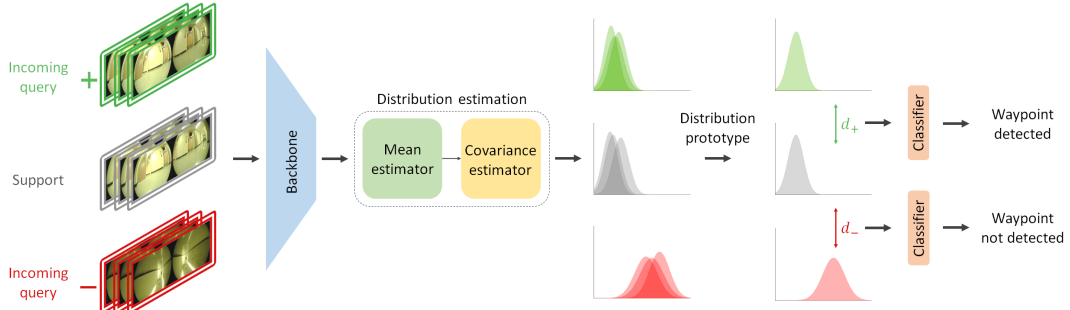 Incoming
query
+
Support
Incoming
query
−
Backbone
Distribution estimation
Mean
estimator
Covariance
estimator
Distribution
prototype
d+
d−
Classifier
Classifier
Waypoint
detected
Waypoint
not detected